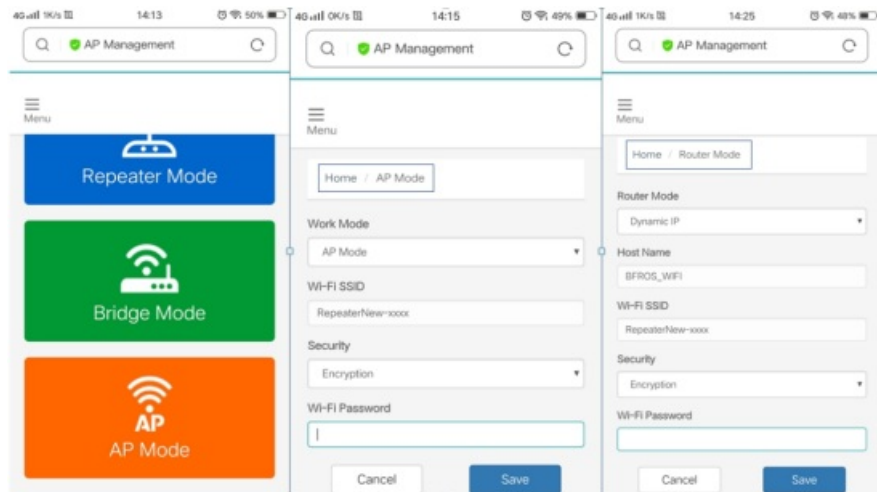 4G 1K/s 14:13 50%
AP Management
Menu
Repeater Mode
Bridge Mode
AP
AP Mode
4G 0K/s 14:15 49%
AP Management
Menu
Home / AP Mode
Work Mode
AP Mode
Wi-Fi SSID
RepeaterNew-xxxx
Security
Encryption
Wi-Fi Password
Cancel Save
4G 1K/s 14:25 48%
AP Management
Menu
Home / Router Mode
Router Mode
Dynamic IP
Host Name
BFROS_WIFI
Wi-Fi SSID
RepeaterNew-xxxx
Security
Encryption
Wi-Fi Password
Cancel Save